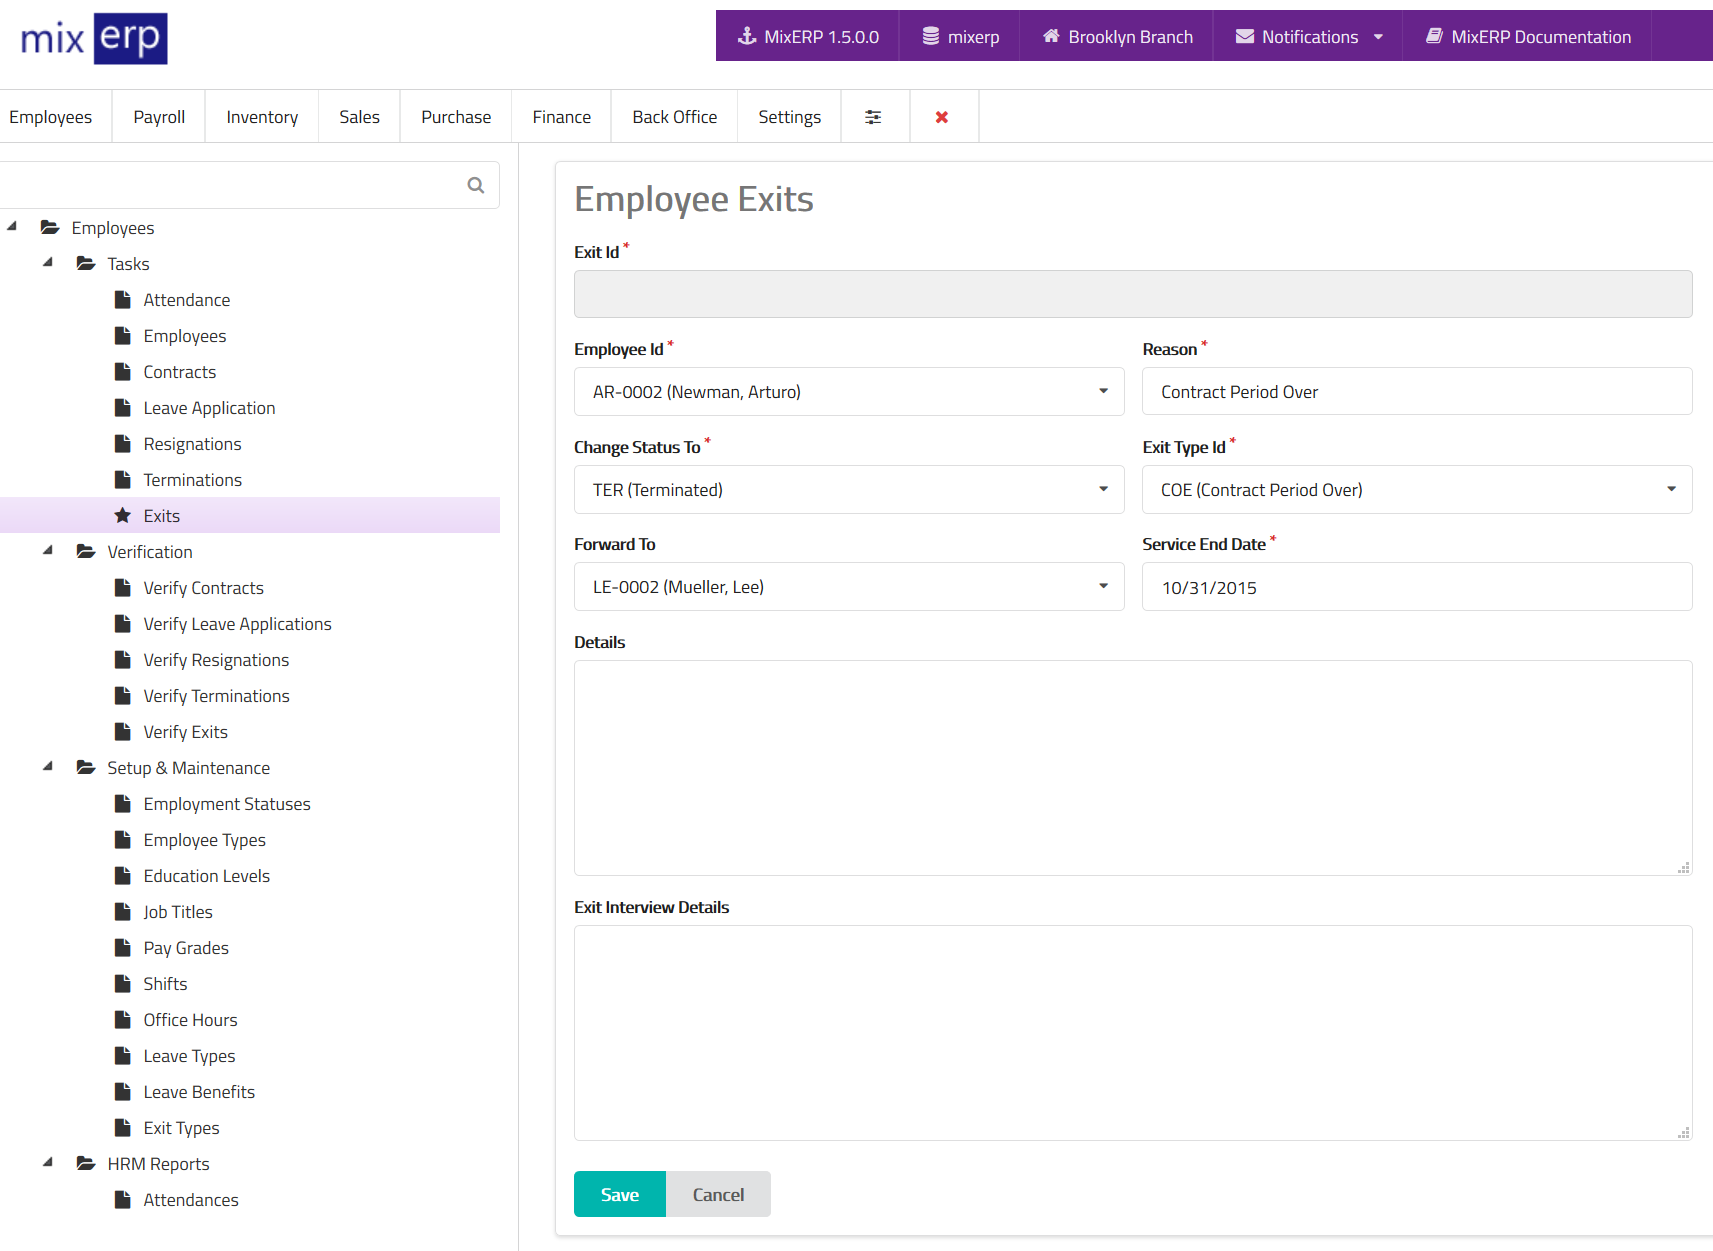 mix erp
MixERP 1.5.0.0 mixerp Brooklyn Branch Notifications MixERP Documentation
Employees Payroll Inventory Sales Purchase Finance Back Office Settings
Employees
Tasks
Attendance
Employees
Contracts
Leave Application
Resignations
Terminations
Exits
Verification
Verify Contracts
Verify Leave Applications
Verify Resignations
Verify Terminations
Verify Exits
Setup & Maintenance
Employment Statuses
Employee Types
Education Levels
Job Titles
Pay Grades
Shifts
Office Hours
Leave Types
Leave Benefits
Exit Types
HRM Reports
Attendances
Employee Exits
Exit Id *
Employee Id * Reason *
AR-0002 (Newman, Arturo) Contract Period Over
Change Status To * Exit Type Id *
TER (Terminated) COE (Contract Period Over)
Forward To Service End Date *
LE-0002 (Mueller, Lee) 10/31/2015
Details
Exit Interview Details
Save Cancel